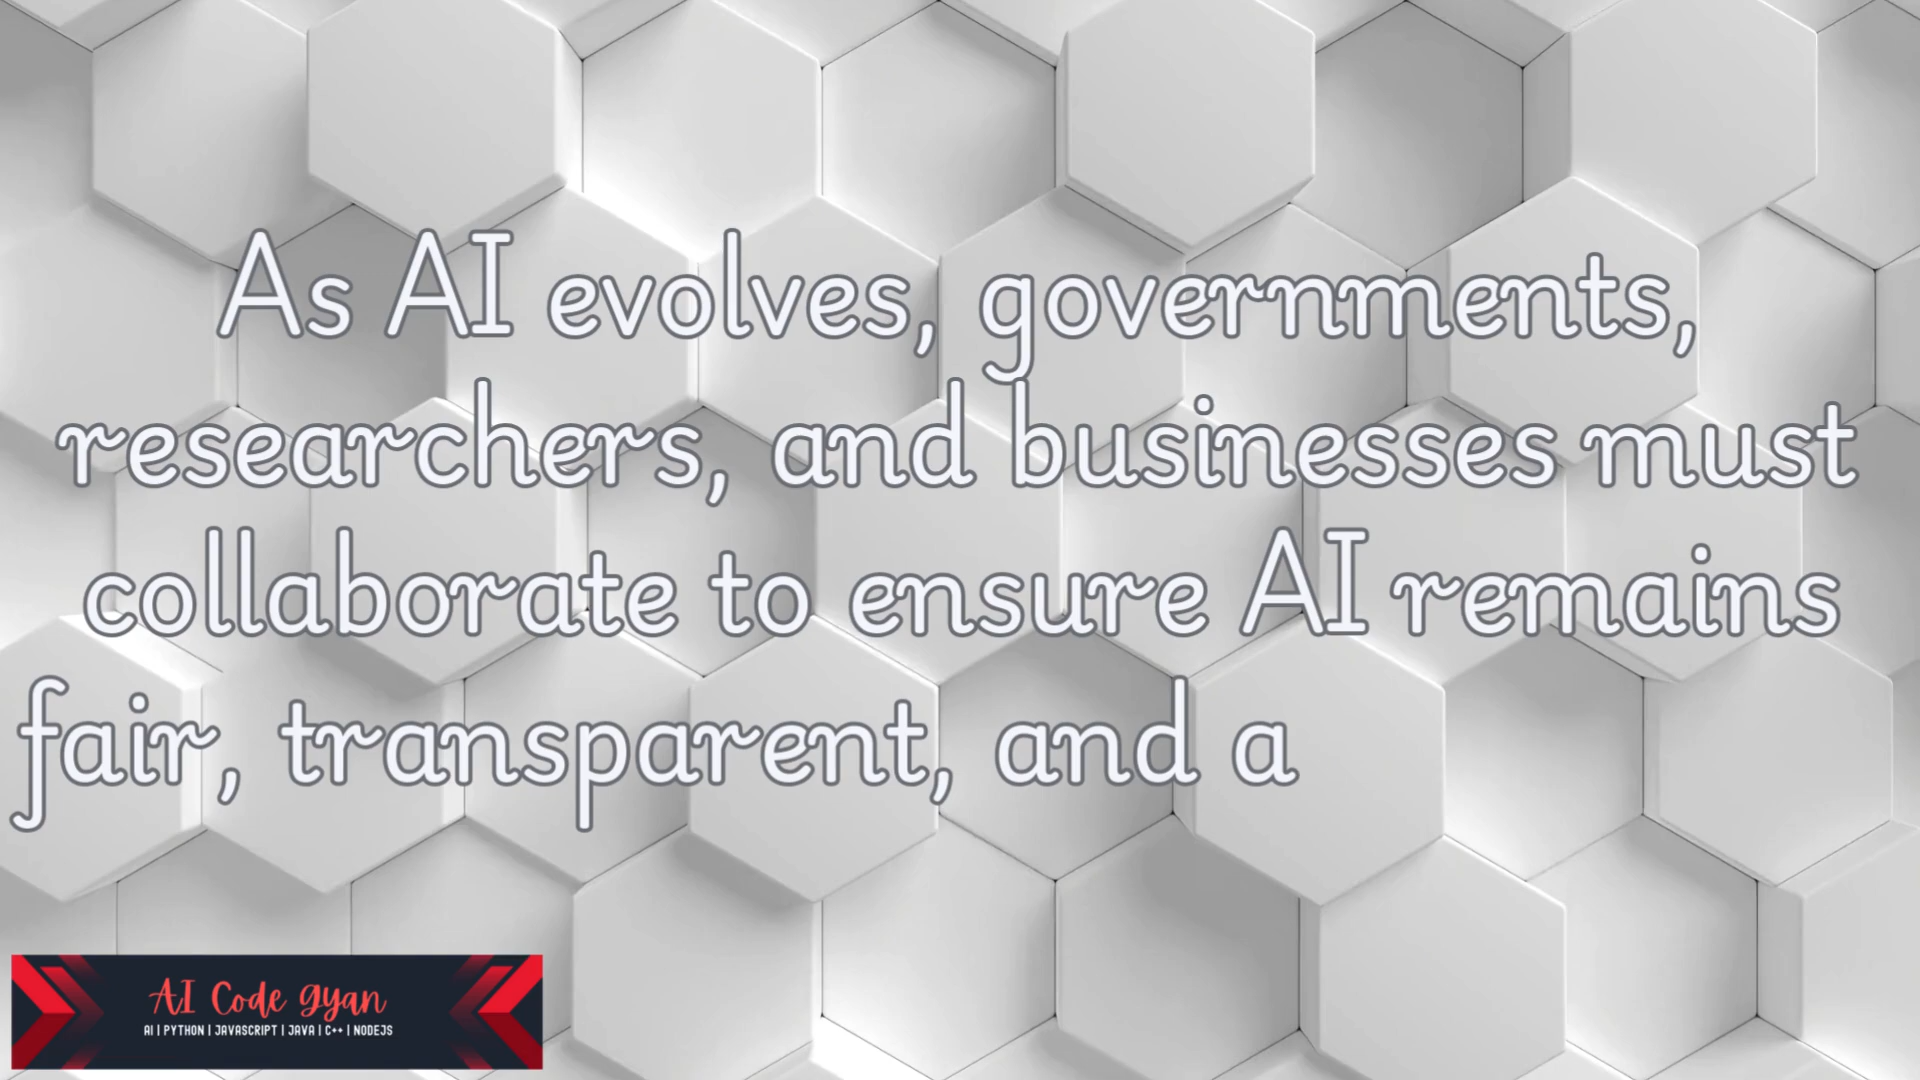 As AI evolves, governments,
researchers, and businesses must
collaborate to ensure AI remains
fair, transparent, and a
AI Code gyan
AI | PYTHON | JAVASCRIPT | JAVA | C++ | NODEJS